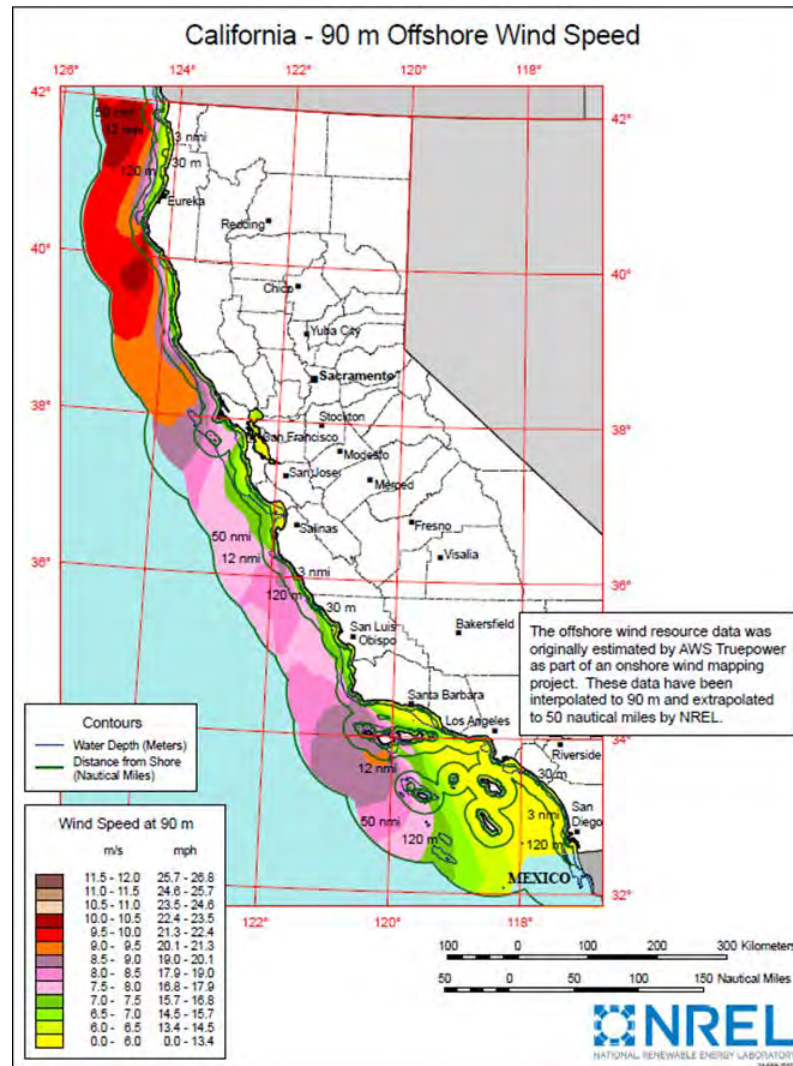 California - 90 m Offshore Wind Speed
126°
124°
122°
120°
118°
42°
42°
50 nmi
12 nmi
3 nmi
120 m
30 m
Eureka
Redding
40°
40°
Chico
Yuba City
Sacramento
38°
38°
Stockton
San Francisco
Modesto
San Jose
Merced
Salinas
Fresno
50 nmi
12 nmi
Visalia
36°
36°
3 nmi
120 m
30 m
San Luis
Obispo
Bakersfield
The offshore wind resource data was
originally estimated by AWS Truepower
as part of an onshore wind mapping
project. These data have been
interpolated to 90 m and extrapolated
to 50 nautical miles by NREL.
Santa Barbara
Los Angeles
34°
Riverside
12 nmi
30 m
50 nmi
3 nmi
San
Diego
120 m
120 m
MEXICO
32°
122°
120°
118°
Contours
Water Depth (Meters)
Distance from Shore
(Nautical Miles)
Wind Speed at 90 m
m/s mph
11.5 - 12.0 25.7 - 26.8
11.0 - 11.5 24.6 - 25.7
10.5 - 11.0 23.5 - 24.6
10.0 - 10.5 22.4 - 23.5
9.5 - 10.0 21.3 - 22.4
9.0 - 9.5 20.1 - 21.3
8.5 - 9.0 19.0 - 20.1
8.0 - 8.5 17.9 - 19.0
7.5 - 8.0 16.8 - 17.9
7.0 - 7.5 15.7 - 16.8
6.5 - 7.0 14.5 - 15.7
6.0 - 6.5 13.4 - 14.5
0.0 - 6.0 0.0 - 13.4
100 0 100 200 300 Kilometers
50 0 50 100 150 Nautical Miles
NREL
NATIONAL RENEWABLE ENERGY LABORATORY